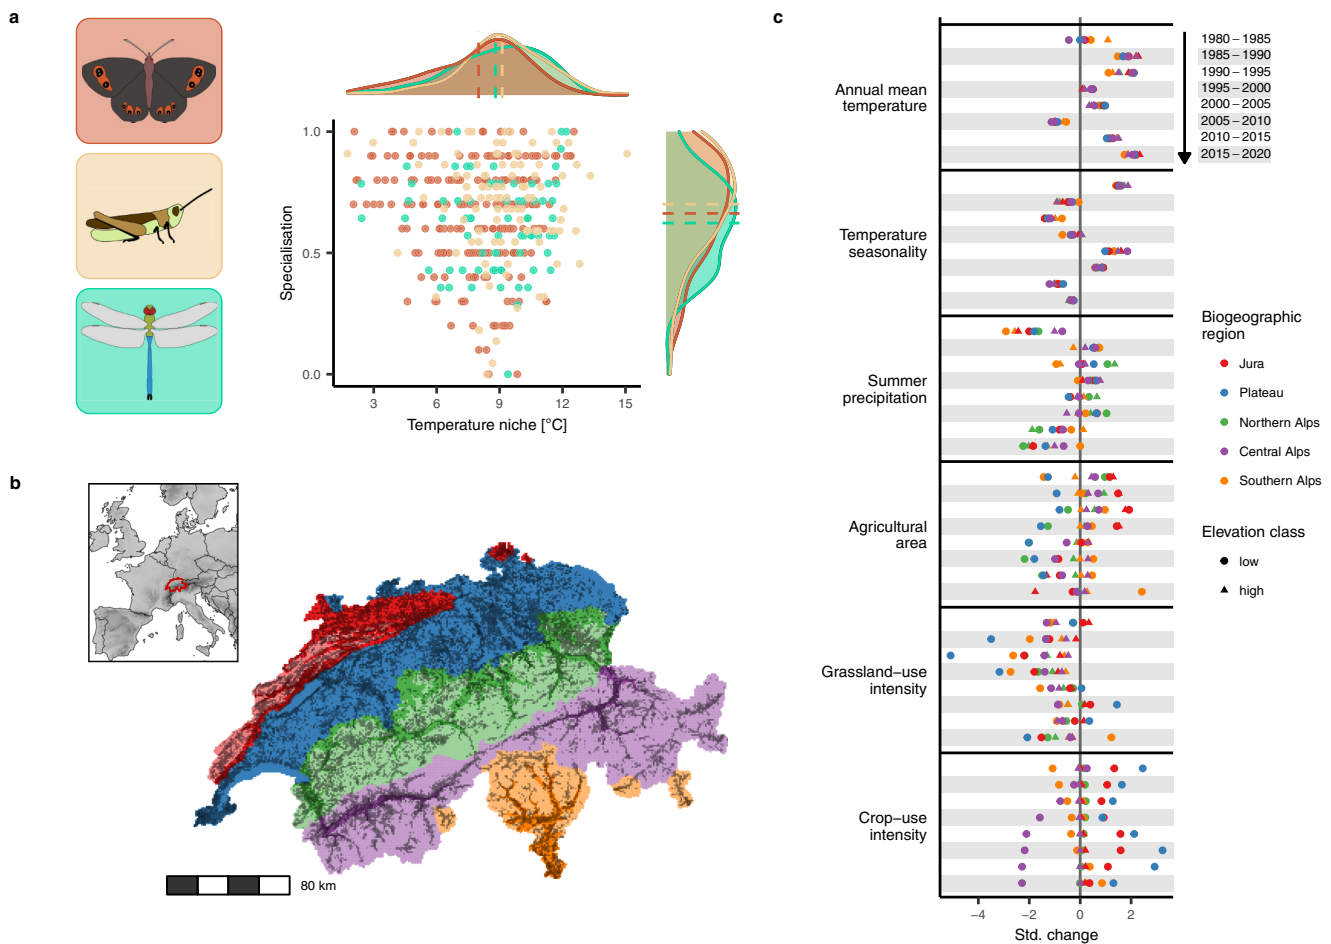 a
1.0
0.5
0.0
Specialisation
3
6
9
12
15
Temperature niche [°C]
b
80 km
c
Annual mean
temperature
Temperature
seasonality
Summer
precipitation
Agricultural
area
Grassland–use
intensity
Crop–use
intensity
−4
−2
0
2
Std. change
1980 – 1985
1985 – 1990
1990 – 1995
1995 – 2000
2000 – 2005
2005 – 2010
2010 – 2015
2015 – 2020
Biogeographic
region
Jura
Plateau
Northern Alps
Central Alps
Southern Alps
Elevation class
low
high